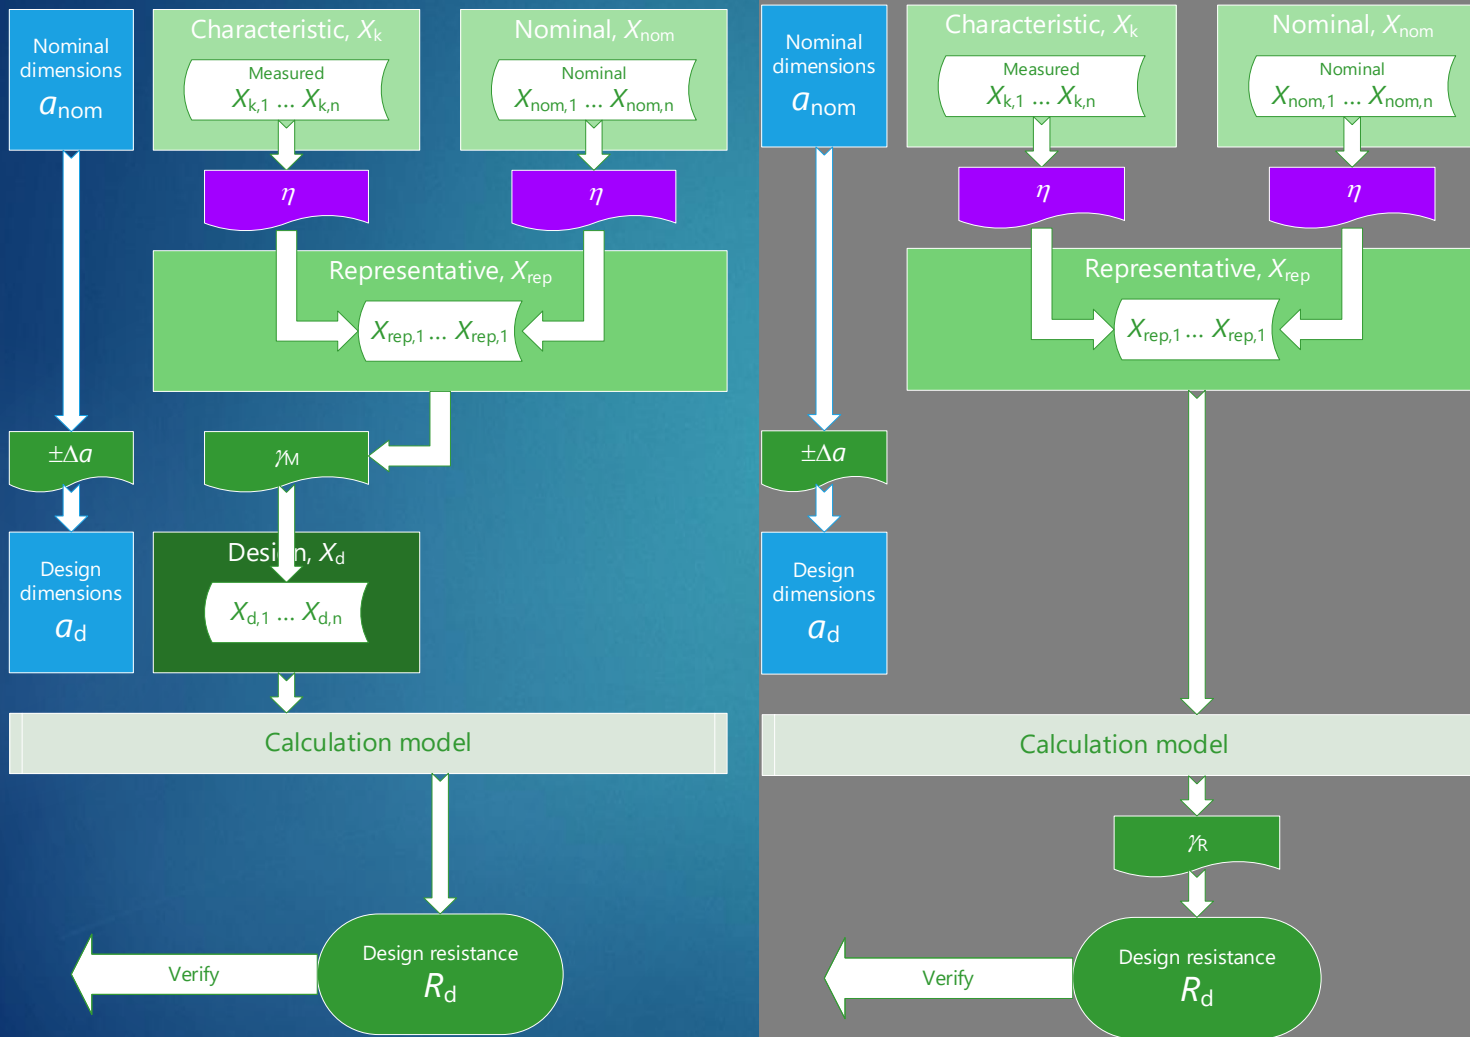 Nominal
dimensions
anom
Characteristic, Xk
Measured
Xk,1 ... Xk,n
Nominal, Xnom
Nominal
Xnom,1 ... Xnom,n
η
η
Representative, Xrep
Xrep,1 ... Xrep,1
±Δa
γM
Design
dimensions
ad
Design, Xd
Xd,1 ... Xd,n
Calculation model
Verify
Design resistance
Rd
Nominal
dimensions
anom
Characteristic, Xk
Measured
Xk,1 ... Xk,n
Nominal, Xnom
Nominal
Xnom,1 ... Xnom,n
η
η
Representative, Xrep
Xrep,1 ... Xrep,1
±Δa
Design
dimensions
ad
Calculation model
γR
Verify
Design resistance
Rd